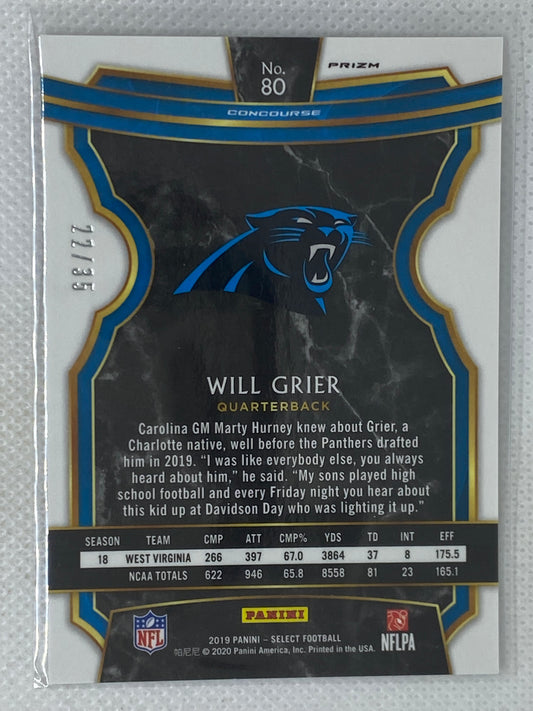 No.
80
PRIZM
CONCOURSE
22/35
WILL GRIER
QUARTERBACK
Carolina GM Marty Hurney knew about Grier, a
Charlotte native, well before the Panthers drafted
him in 2019. “I was like everybody else, you always
heard about him,” he said. “My sons played high
school football and every Friday night you hear about
this kid up at Davidson Day who was lighting it up.”
SEASON TEAM CMP ATT CMP% YDS TD INT EFF
18 WEST VIRGINIA 266 397 67.0 3864 37 8 175.5
NCAA TOTALS 622 946 65.8 8558 81 23 165.1
NFL
PANINI
NFLPA
2019 PANINI – SELECT FOOTBALL
帕尼尼 © 2020 Panini America, Inc. Printed in the USA.